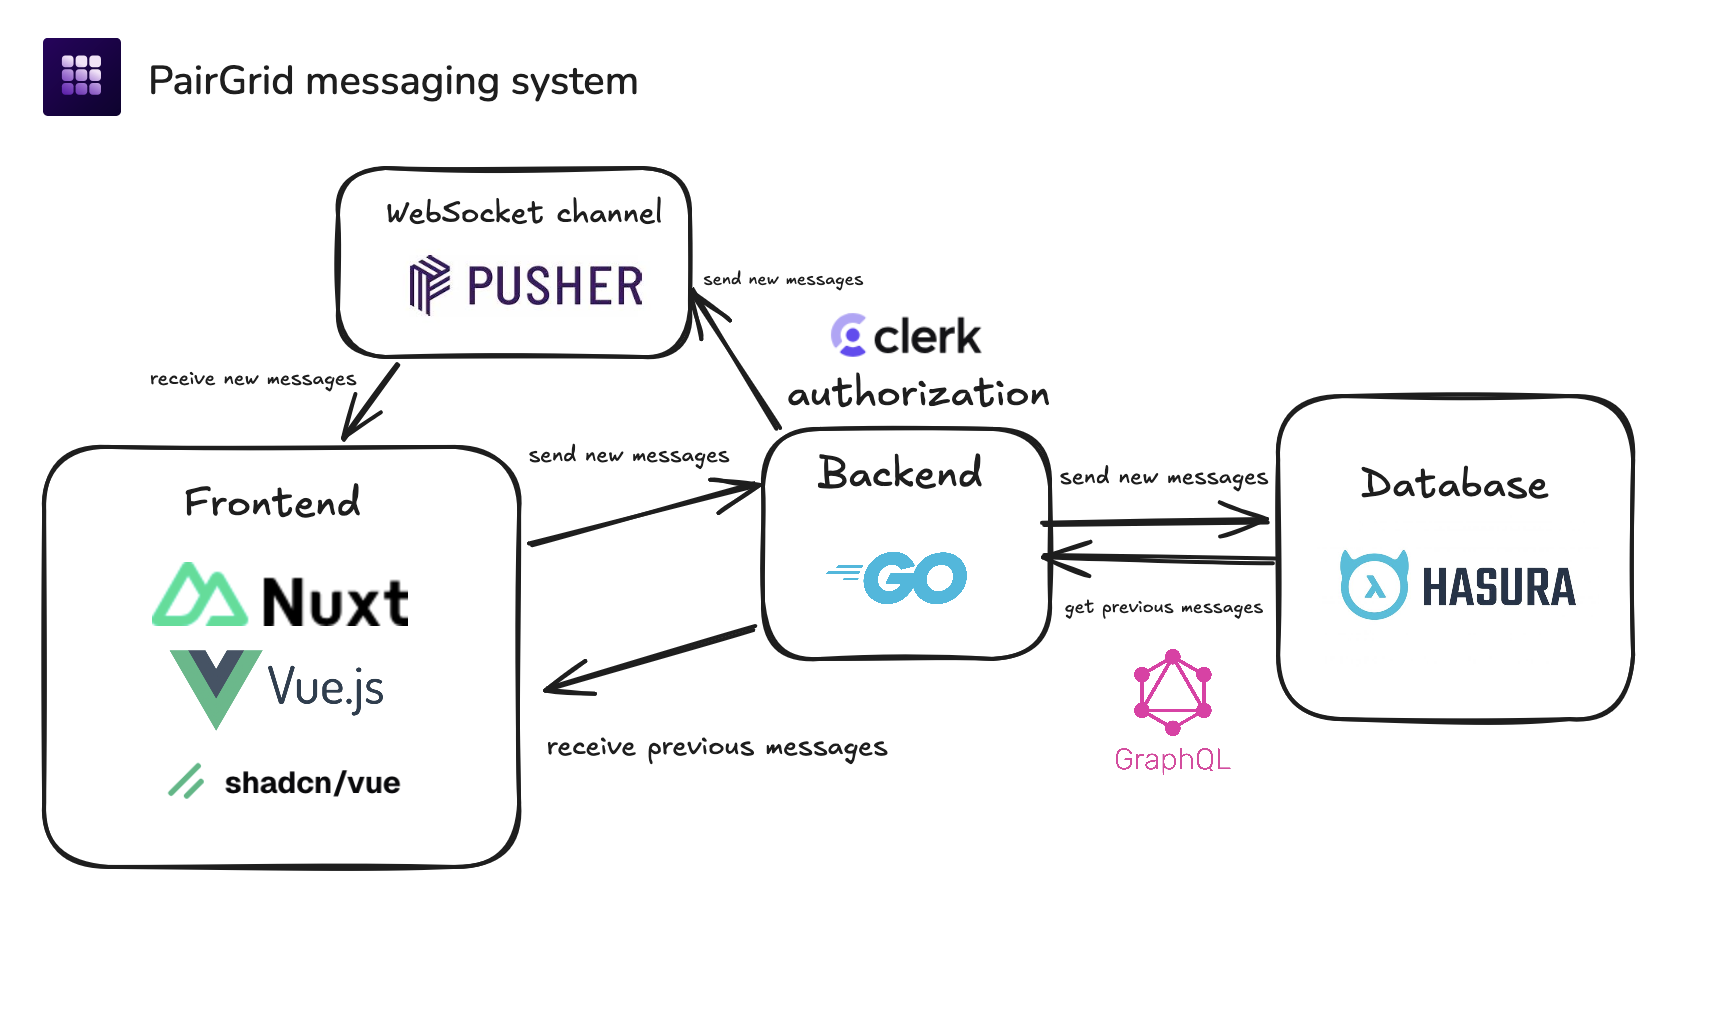 PairGrid messaging system
WebSocket channel
PUSHER
send new messages
clerk
authorization
receive new messages
send new messages
Frontend
Nuxt
Vue.js
shadcn/vue
Backend
GO
send new messages
get previous messages
receive previous messages
GraphQL
Database
HASURA